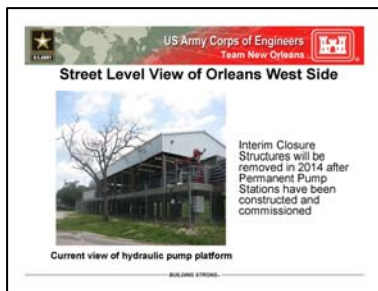 US Army Corps of Engineers
Team New Orleans
U.S. ARMY
Street Level View of Orleans West Side
Interim Closure
Structures will be
removed in 2014 after
Permanent Pump
Stations have been
constructed and
commissioned
Current view of hydraulic pump platform
BUILDING STRONG®